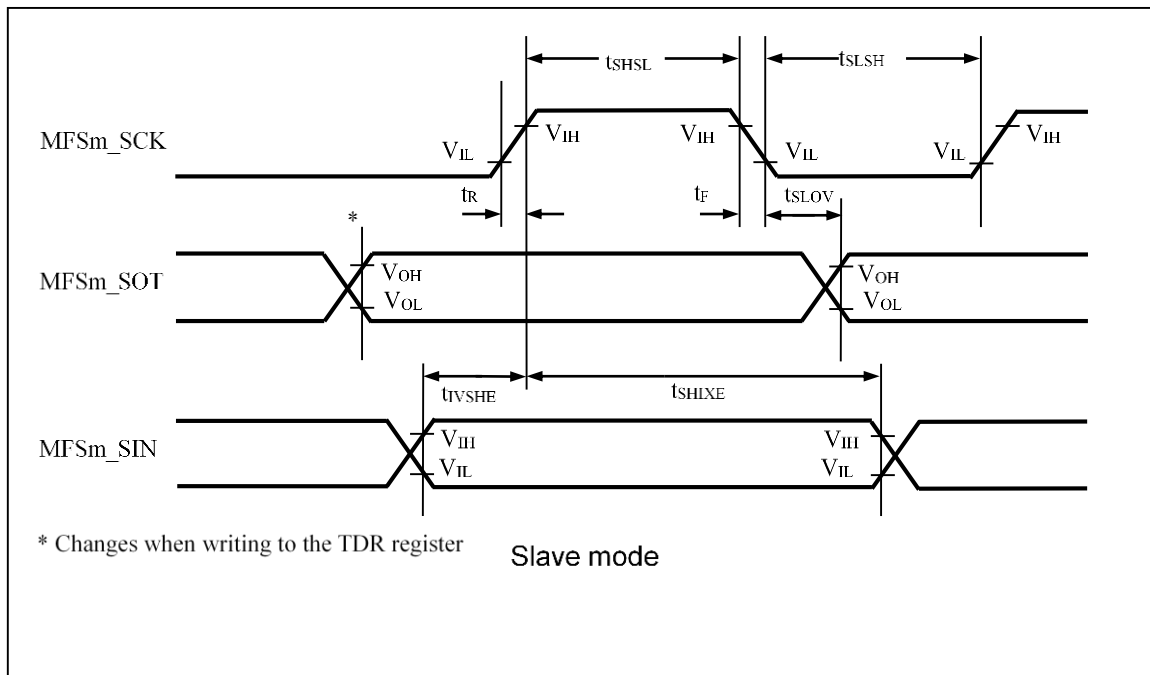 tSHSL tSLSH
MFSm_SCK
VIH VIH VIH
VIL VIL VIL
tR tF tSLOV
*
MFSm_SOT
VOH VOH
VOL VOL
tIVSHE tSHIXE
MFSm_SIN
VIH VIH
VIL VIL
* Changes when writing to the TDR register
Slave mode